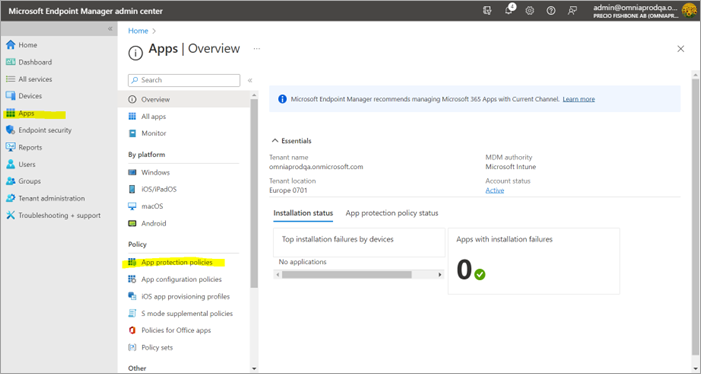 Microsoft Endpoint Manager admin center
4
admin@omniaprodqa.o...
PRECIO FISHBONE AB (OMNIAPR...
«
Home
Dashboard
All services
Devices
Apps
Endpoint security
Reports
Users
Groups
Tenant administration
Troubleshooting + support
Home >
Apps | Overview
...
Search
«
Overview
All apps
Monitor
By platform
Windows
iOS/iPadOS
macOS
Android
Policy
App protection policies
App configuration policies
iOS app provisioning profiles
S mode supplemental policies
Policies for Office apps
Policy sets
Other
Microsoft Endpoint Manager recommends managing Microsoft 365 Apps with Current Channel. Learn more
Essentials
Tenant name
omniaprodqa.onmicrosoft.com
Tenant location
Europe 0701
MDM authority
Microsoft Intune
Account status
Active
Installation status App protection policy status
Top installation failures by devices
No applications
Apps with installation failures
0